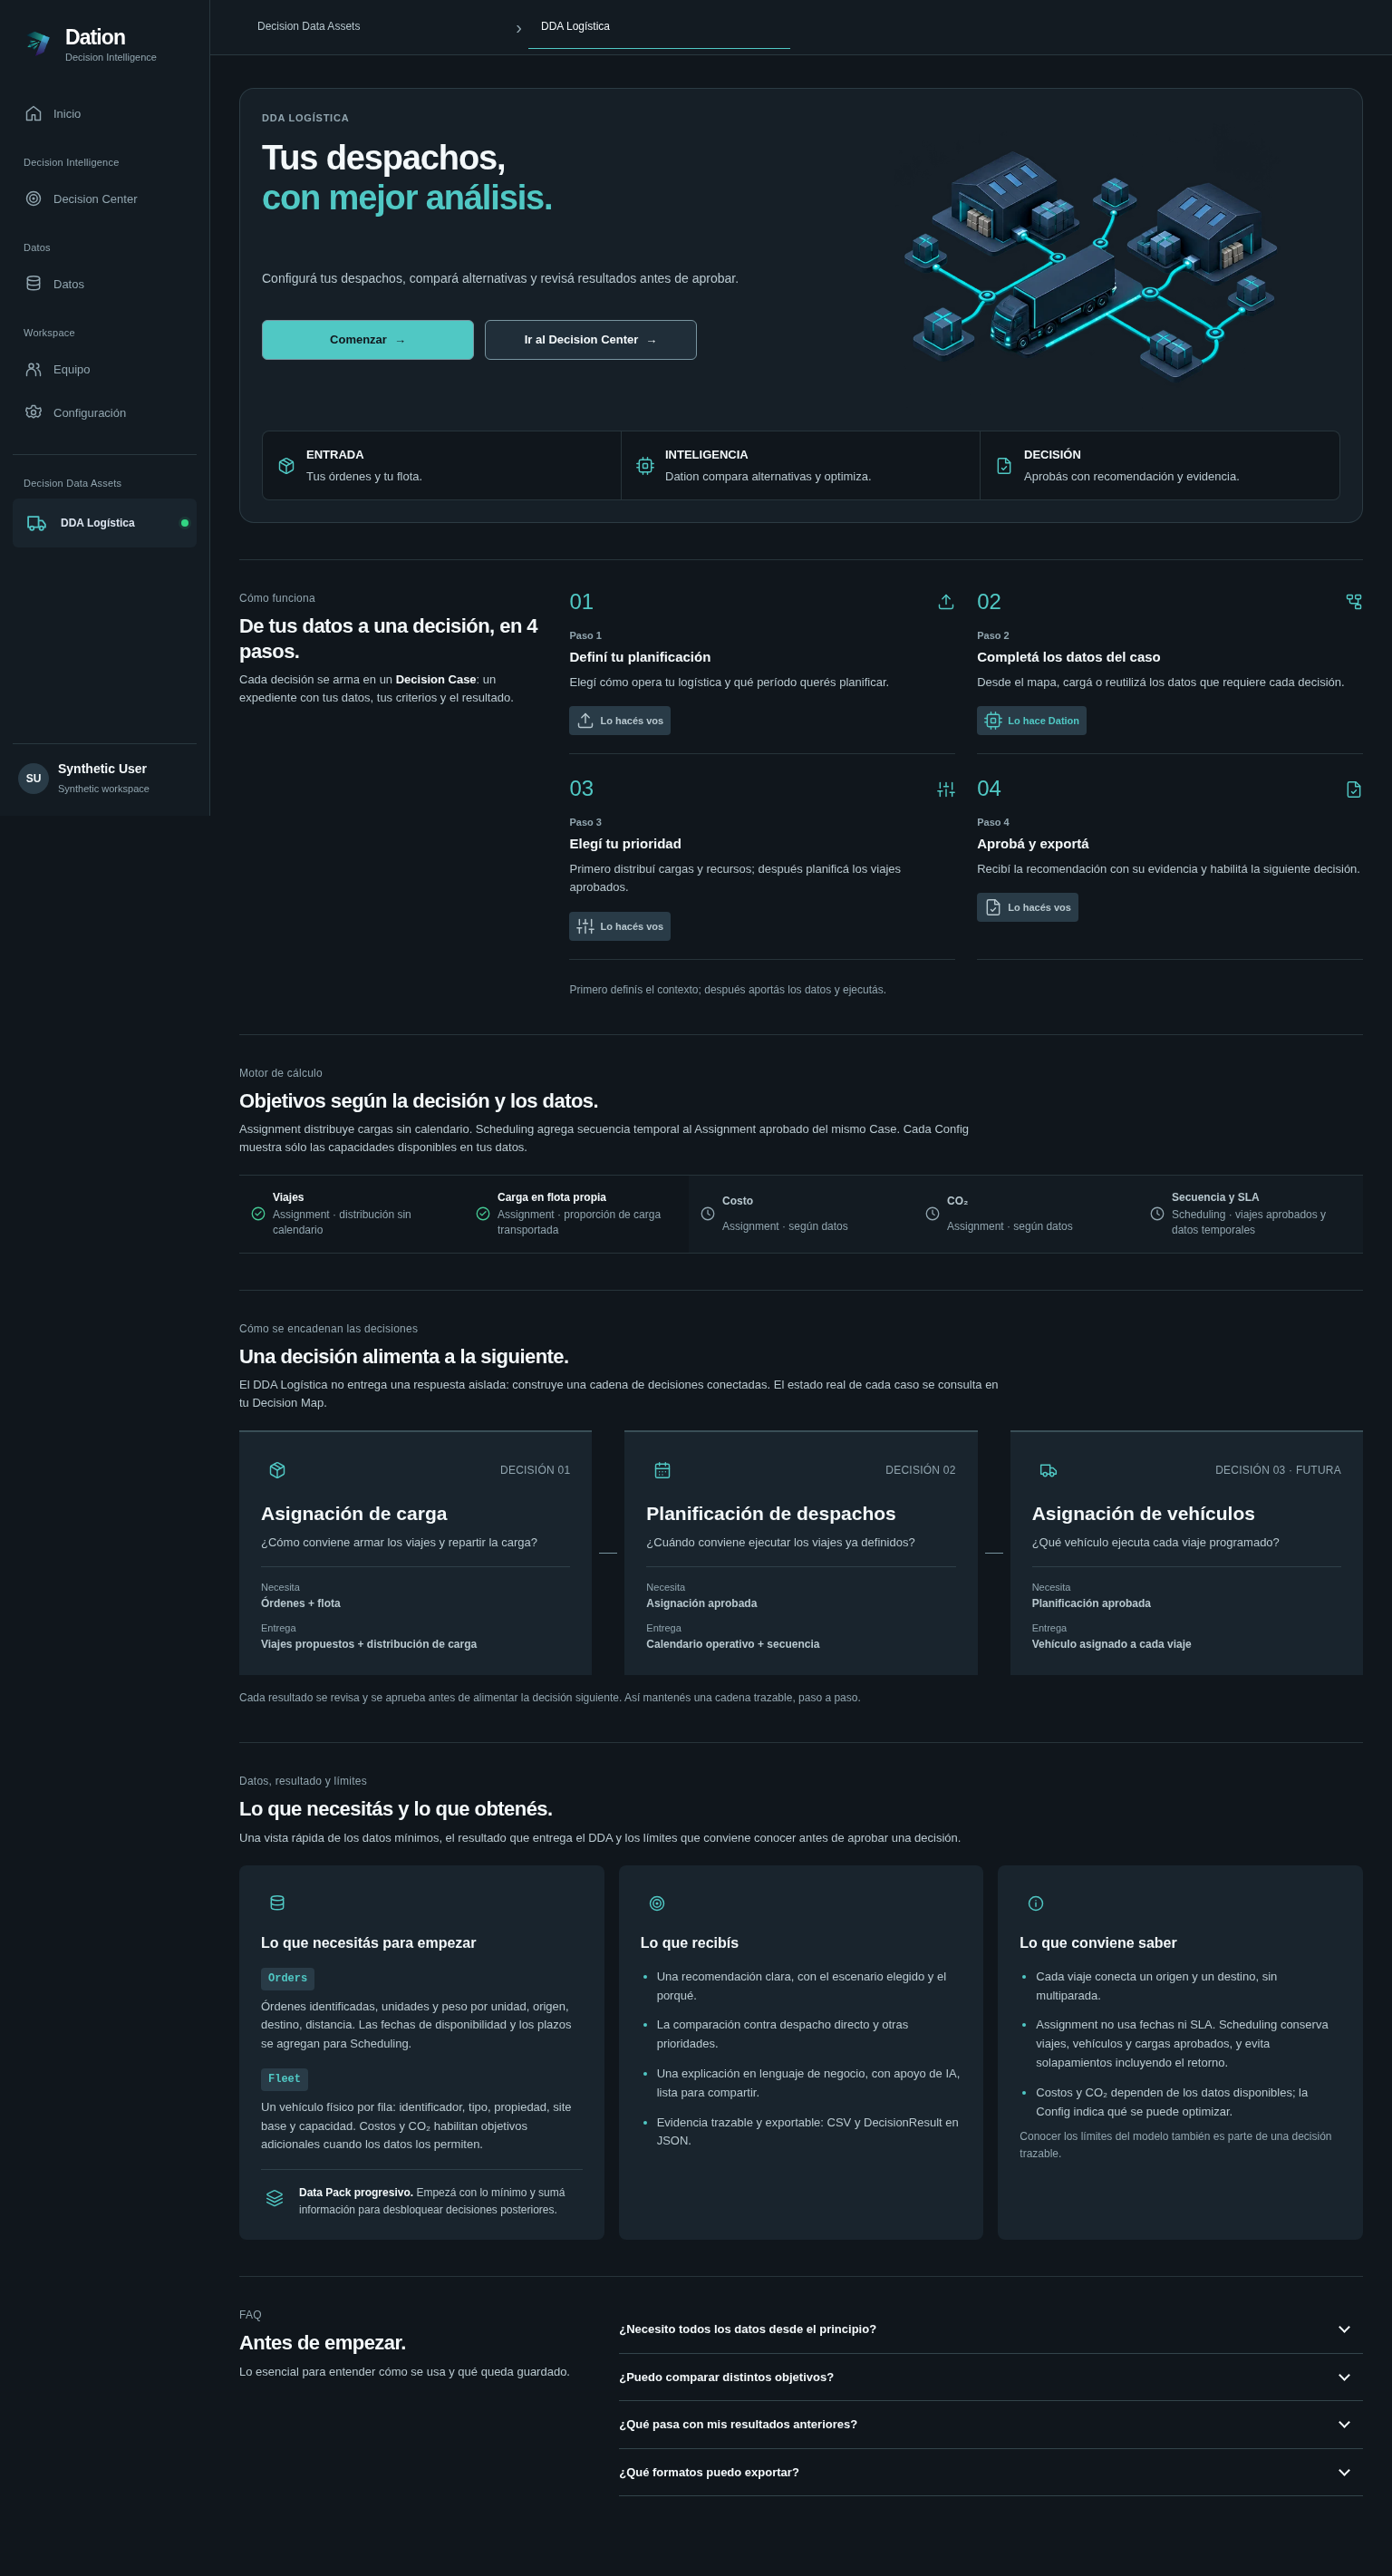 Dation
Decision Intelligence
Inicio
Decision Intelligence
Decision Center
Datos
Datos
Workspace
Equipo
Configuración
Decision Data Assets
DDA Logística
SU
Synthetic User
Synthetic workspace
Decision Data Assets
›
DDA Logística
DDA LOGÍSTICA
Tus despachos,
con mejor análisis.
Configurá tus despachos, compará alternativas y revisá resultados antes de aprobar.
Comenzar →
Ir al Decision Center →
ENTRADA
Tus órdenes y tu flota.
INTELIGENCIA
Dation compara alternativas y optimiza.
DECISIÓN
Aprobás con recomendación y evidencia.
Cómo funciona
De tus datos a una decisión, en 4
pasos.
Cada decisión se arma en un Decision Case: un
expediente con tus datos, tus criterios y el resultado.
01
Paso 1
Definí tu planificación
Elegí cómo opera tu logística y qué período querés planificar.
Lo hacés vos
02
Paso 2
Completá los datos del caso
Desde el mapa, cargá o reutilizá los datos que requiere cada decisión.
Lo hace Dation
03
Paso 3
Elegí tu prioridad
Primero distribuí cargas y recursos; después planificá los viajes
aprobados.
Lo hacés vos
04
Paso 4
Aprobá y exportá
Recibí la recomendación con su evidencia y habilitá la siguiente decisión.
Lo hacés vos
Primero definís el contexto; después aportás los datos y ejecutás.
Motor de cálculo
Objetivos según la decisión y los datos.
Assignment distribuye cargas sin calendario. Scheduling agrega secuencia temporal al Assignment aprobado del mismo Case. Cada Config
muestra sólo las capacidades disponibles en tus datos.
Viajes
Assignment · distribución sin
calendario
Carga en flota propia
Assignment · proporción de carga
transportada
Costo
Assignment · según datos
CO₂
Assignment · según datos
Secuencia y SLA
Scheduling · viajes aprobados y
datos temporales
Cómo se encadenan las decisiones
Una decisión alimenta a la siguiente.
El DDA Logística no entrega una respuesta aislada: construye una cadena de decisiones conectadas. El estado real de cada caso se consulta en
tu Decision Map.
DECISIÓN 01
Asignación de carga
¿Cómo conviene armar los viajes y repartir la carga?
Necesita
Órdenes + flota
Entrega
Viajes propuestos + distribución de carga
DECISIÓN 02
Planificación de despachos
¿Cuándo conviene ejecutar los viajes ya definidos?
Necesita
Asignación aprobada
Entrega
Calendario operativo + secuencia
DECISIÓN 03 · FUTURA
Asignación de vehículos
¿Qué vehículo ejecuta cada viaje programado?
Necesita
Planificación aprobada
Entrega
Vehículo asignado a cada viaje
Cada resultado se revisa y se aprueba antes de alimentar la decisión siguiente. Así mantenés una cadena trazable, paso a paso.
Datos, resultado y límites
Lo que necesitás y lo que obtenés.
Una vista rápida de los datos mínimos, el resultado que entrega el DDA y los límites que conviene conocer antes de aprobar una decisión.
Lo que necesitás para empezar
Orders
Órdenes identificadas, unidades y peso por unidad, origen,
destino, distancia. Las fechas de disponibilidad y los plazos
se agregan para Scheduling.
Fleet
Un vehículo físico por fila: identificador, tipo, propiedad, site
base y capacidad. Costos y CO₂ habilitan objetivos
adicionales cuando los datos los permiten.
Data Pack progresivo. Empezá con lo mínimo y sumá
información para desbloquear decisiones posteriores.
Lo que recibís
• Una recomendación clara, con el escenario elegido y el
porqué.
• La comparación contra despacho directo y otras
prioridades.
• Una explicación en lenguaje de negocio, con apoyo de IA,
lista para compartir.
• Evidencia trazable y exportable: CSV y DecisionResult en
JSON.
Lo que conviene saber
• Cada viaje conecta un origen y un destino, sin
multiparada.
• Assignment no usa fechas ni SLA. Scheduling conserva
viajes, vehículos y cargas aprobados, y evita
solapamientos incluyendo el retorno.
• Costos y CO₂ dependen de los datos disponibles; la
Config indica qué se puede optimizar.
Conocer los límites del modelo también es parte de una decisión
trazable.
FAQ
Antes de empezar.
Lo esencial para entender cómo se usa y qué queda guardado.
¿Necesito todos los datos desde el principio?
¿Puedo comparar distintos objetivos?
¿Qué pasa con mis resultados anteriores?
¿Qué formatos puedo exportar?